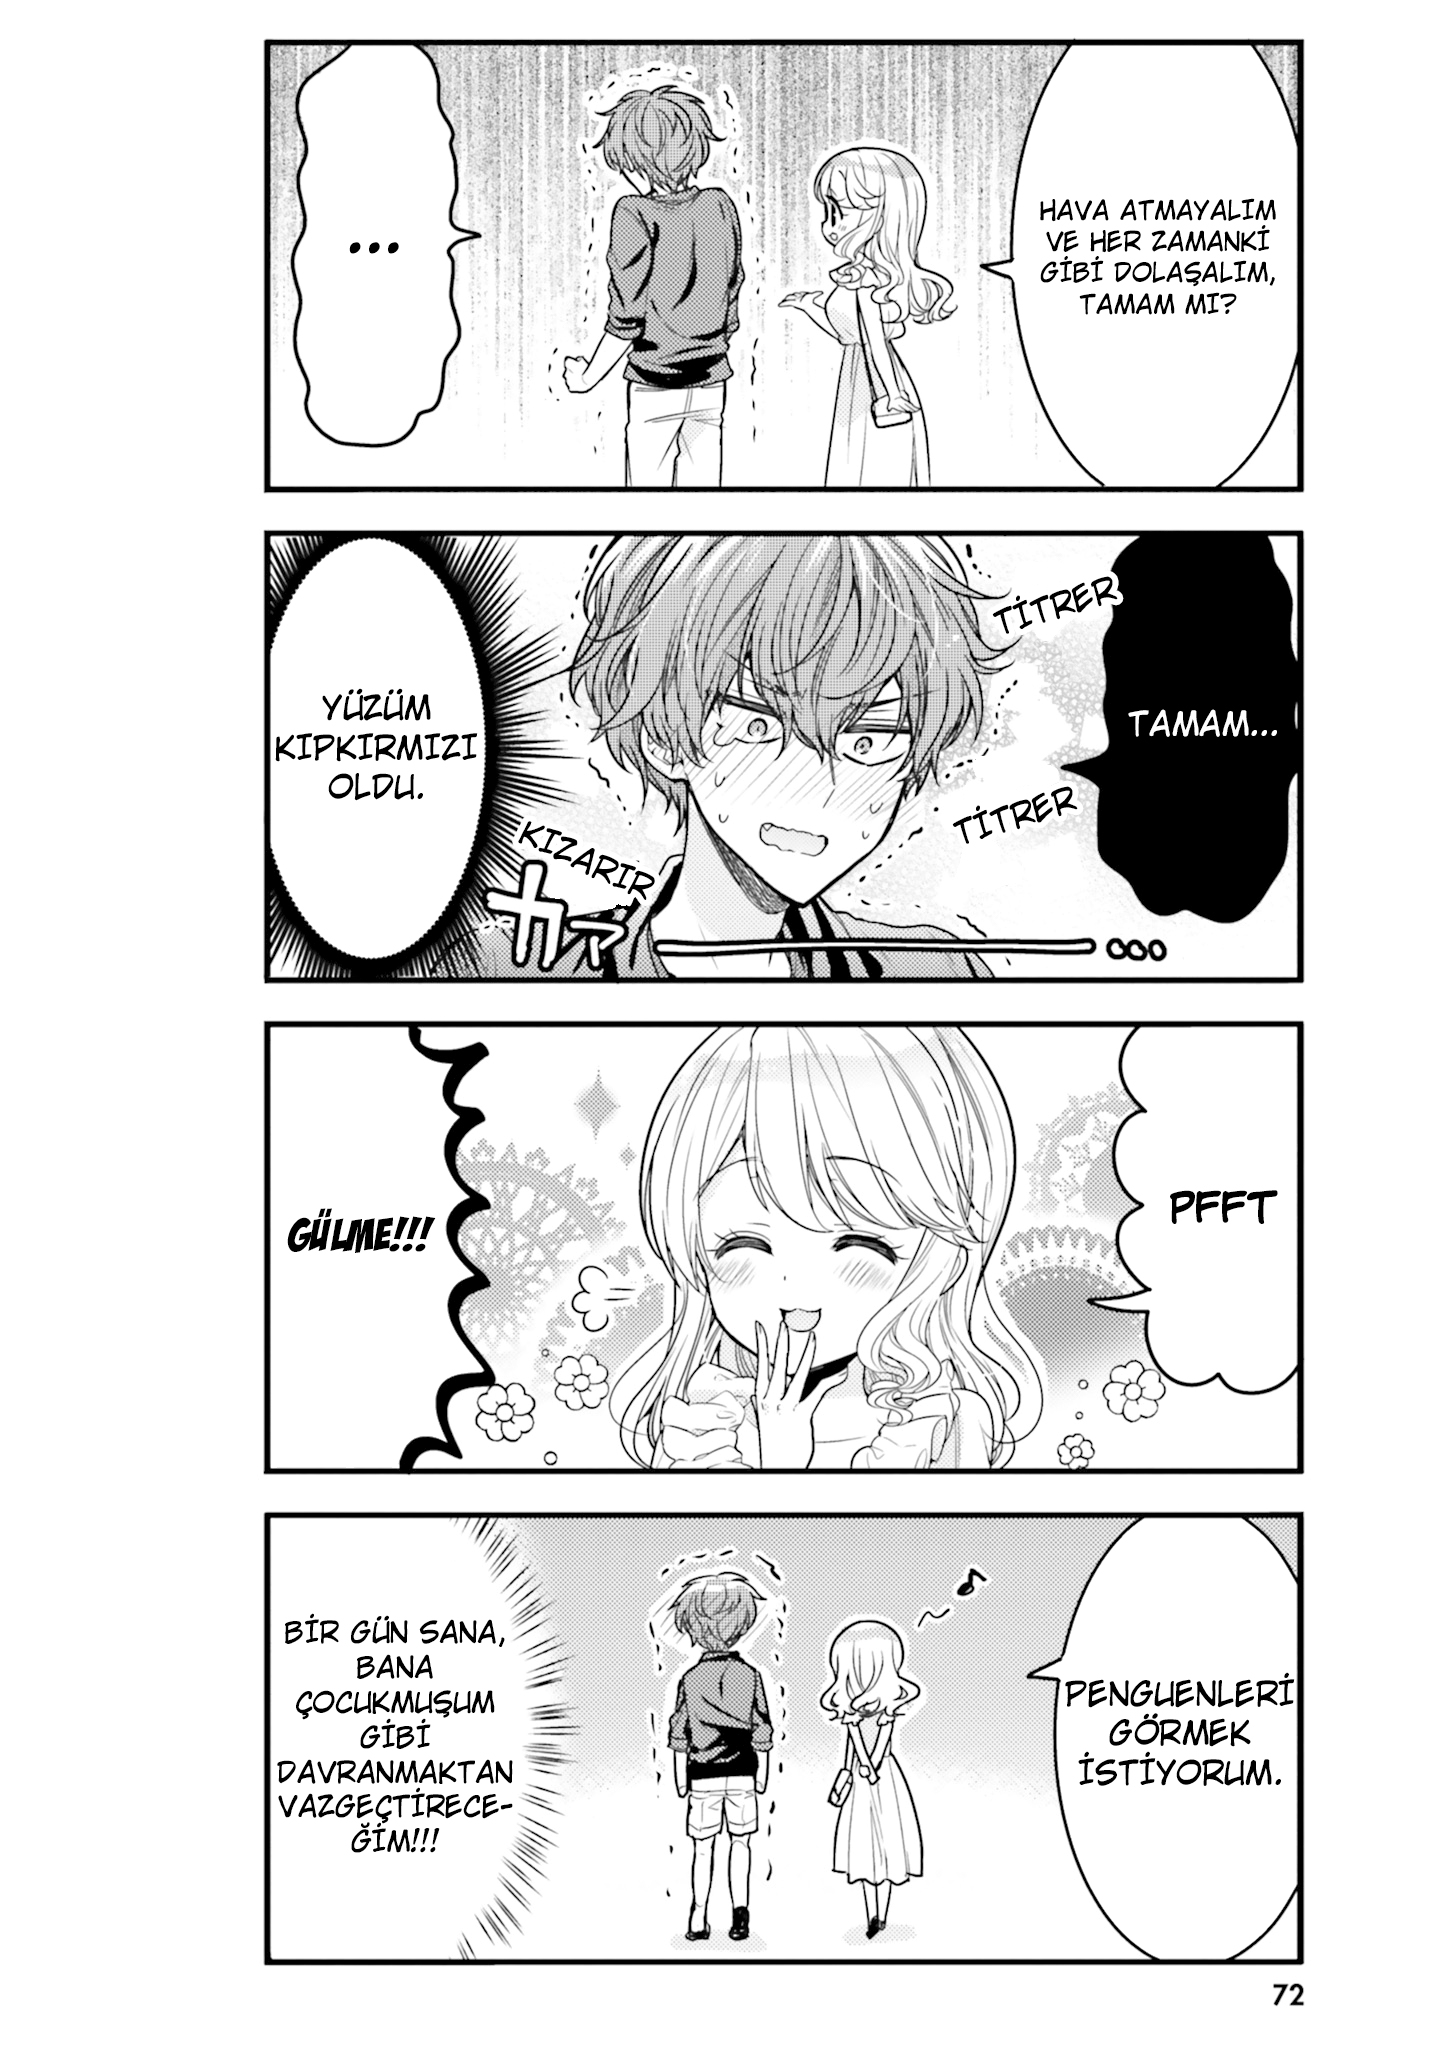 HAVA ATMAYALIM
VE HER ZAMANKİ
GİBİ DOLAŞALIM,
TAMAM MI?
...
TAMAM...
TİTRER
TİTRER
YÜZÜM
KIPKIRMIZI
OLDU.
KIZARIR
カァ
PFFT
GÜLME!!!
PENGUENLERİ
GÖRMEK
İSTİYORUM.
BİR GÜN SANA,
BANA
ÇOCUKMUŞUM
GİBİ
DAVRANMAKTAN
VAZGEÇTİRECE-
ĞİM!!!
72